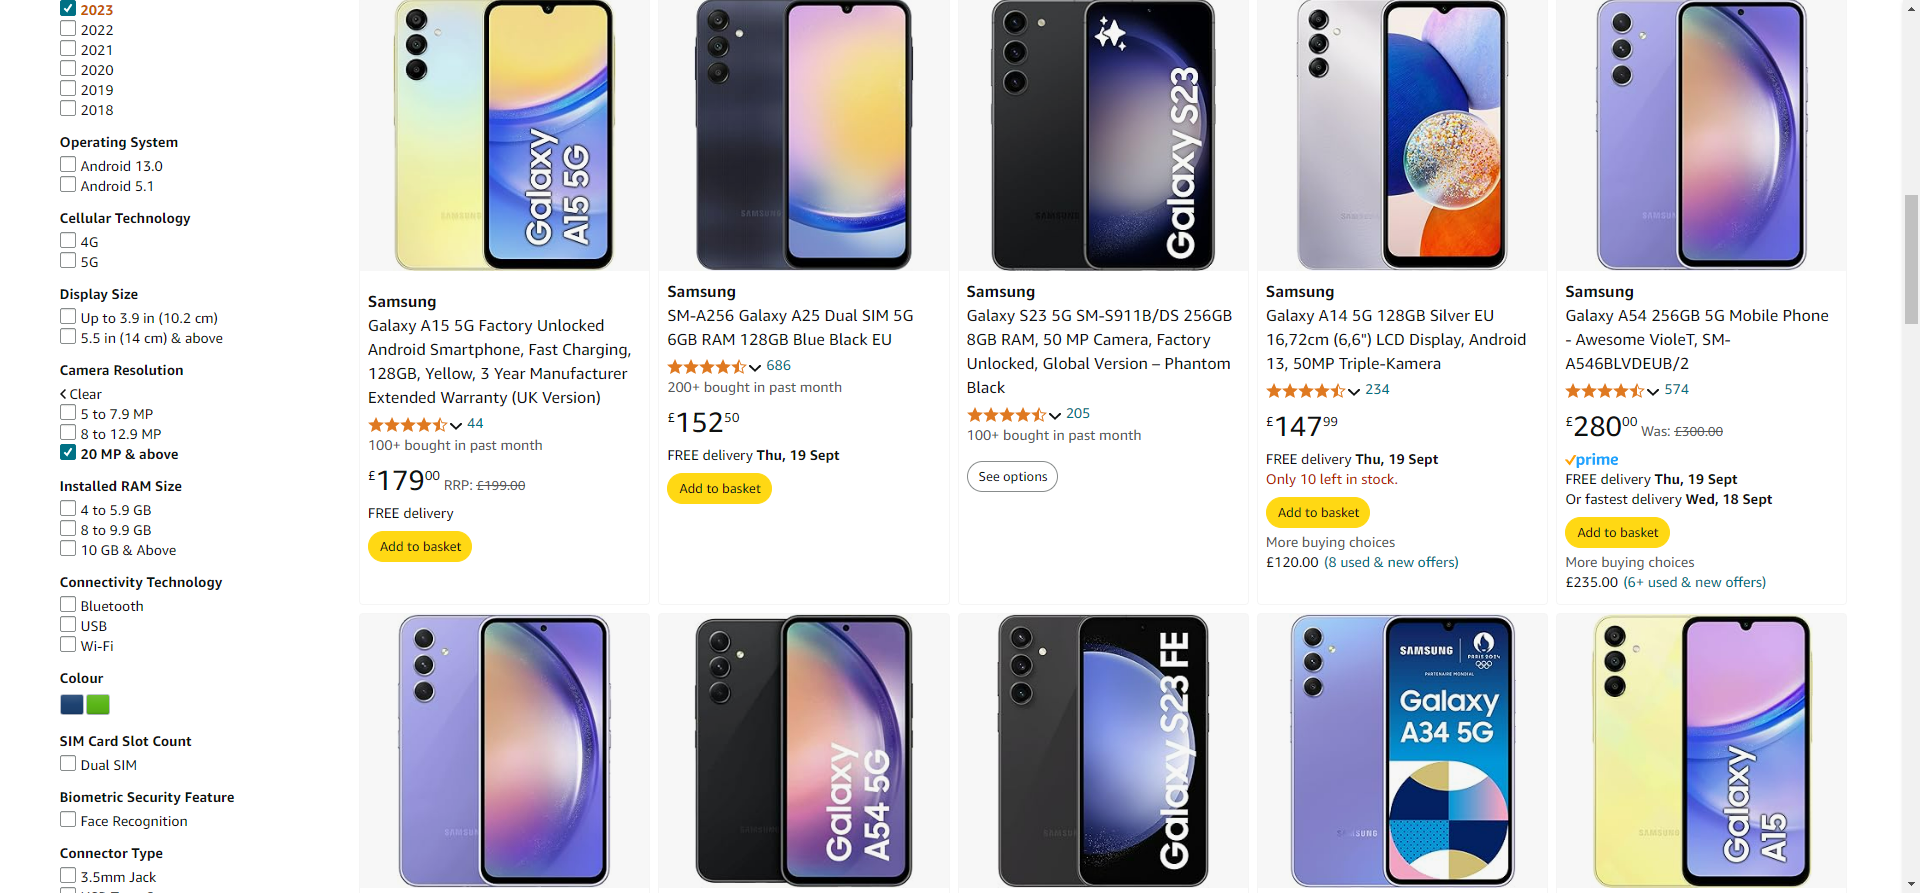 2023
2022
2021
2020
2019
2018
Operating System
Android 13.0
Android 5.1
Cellular Technology
4G
5G
Display Size
Up to 3.9 in (10.2 cm)
5.5 in (14 cm) & above
Camera Resolution
Clear
5 to 7.9 MP
8 to 12.9 MP
20 MP & above
Installed RAM Size
4 to 5.9 GB
8 to 9.9 GB
10 GB & Above
Connectivity Technology
Bluetooth
USB
Wi-Fi
Colour
SIM Card Slot Count
Dual SIM
Biometric Security Feature
Face Recognition
Connector Type
3.5mm Jack
SAMSUNG
Galaxy
A15 5G
Samsung
Galaxy A15 5G Factory Unlocked
Android Smartphone, Fast Charging,
128GB, Yellow, 3 Year Manufacturer
Extended Warranty (UK Version)
44
100+ bought in past month
£179.00 RRP: £199.00
FREE delivery
Add to basket
SAMSUNG
Samsung
SM-A256 Galaxy A25 Dual SIM 5G
6GB RAM 128GB Blue Black EU
686
200+ bought in past month
£152.50
FREE delivery Thu, 19 Sept
Add to basket
SAMSUNG
Galaxy S23
Samsung
Galaxy S23 5G SM-S911B/DS 256GB
8GB RAM, 50 MP Camera, Factory
Unlocked, Global Version – Phantom
Black
205
100+ bought in past month
See options
Samsung
Galaxy A14 5G 128GB Silver EU
16,72cm (6,6") LCD Display, Android
13, 50MP Triple-Kamera
234
£147.99
FREE delivery Thu, 19 Sept
Only 10 left in stock.
Add to basket
More buying choices
£120.00 (8 used & new offers)
Samsung
Galaxy A54 256GB 5G Mobile Phone
- Awesome VioleT, SM-
A546BLVDEUB/2
574
£280.00 Was: £300.00
prime
FREE delivery Thu, 19 Sept
Or fastest delivery Wed, 18 Sept
Add to basket
More buying choices
£235.00 (6+ used & new offers)
Galaxy
A54 5G
Galaxy S23 FE
SAMSUNG
PARIS 2024
PARTENAIRE MONDIAL
Galaxy
A34 5G
SAMSUNG
Galaxy
A15